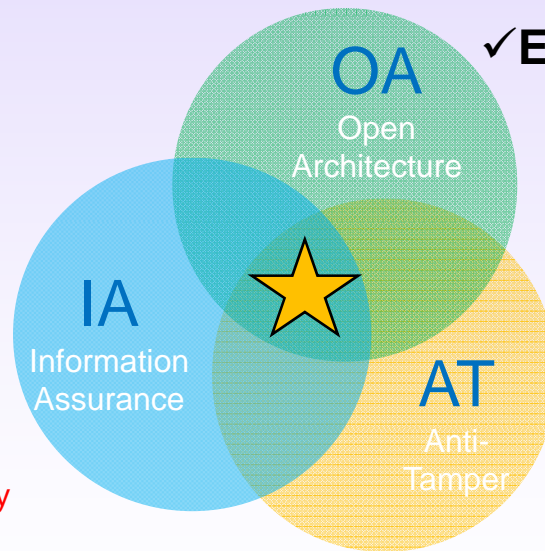 ✓E
OA
Open
Architecture
IA
Information
Assurance
AT
Anti-
Tamper
y